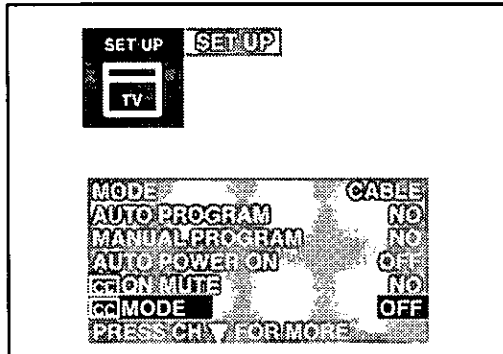 SET UP SET UP
TV
MODE CABLE
AUTO PROGRAM NO
MANUAL PROGRAM NO
AUTO POWER ON OFF
CC ON MUTE NO
CC MODE OFF
PRESS CH ▼ FOR MORE